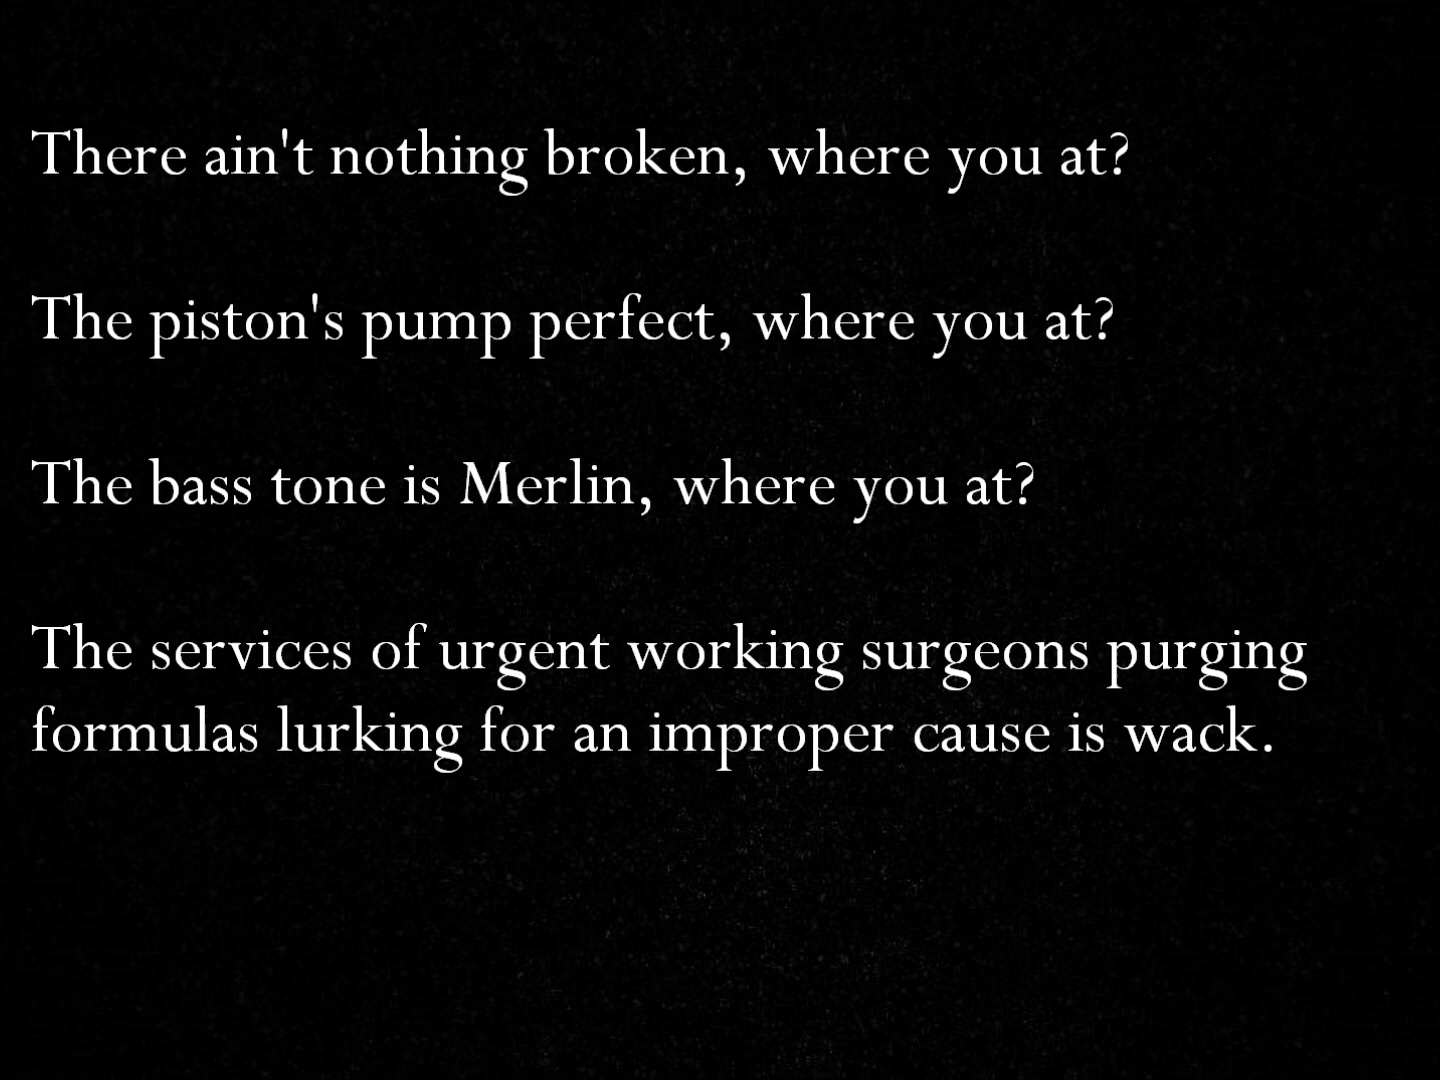 There ain't nothing broken, where you at?
The piston's pump perfect, where you at?
The bass tone is Merlin, where you at?
The services of urgent working surgeons purging
formulas lurking for an improper cause is wack.